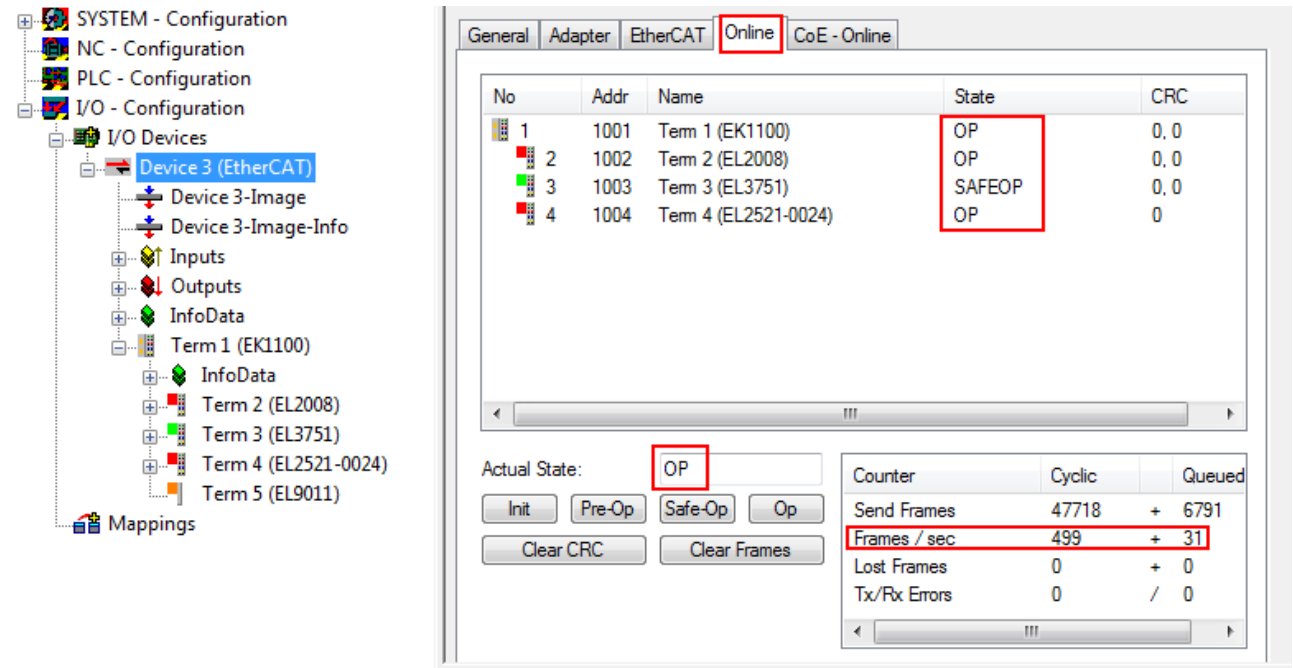 SYSTEM - Configuration
NC - Configuration
PLC - Configuration
I/O - Configuration
I/O Devices
Device 3 (EtherCAT)
Device 3-Image
Device 3-Image-Info
Inputs
Outputs
InfoData
Term 1 (EK1100)
InfoData
Term 2 (EL2008)
Term 3 (EL3751)
Term 4 (EL2521-0024)
Term 5 (EL9011)
Mappings
General Adapter EtherCAT Online CoE - Online
No Addr Name State CRC
1 1001 Term 1 (EK1100) OP 0, 0
2 1002 Term 2 (EL2008) OP 0, 0
3 1003 Term 3 (EL3751) SAFEOP 0, 0
4 1004 Term 4 (EL2521-0024) OP 0
Actual State: OP
Init Pre-Op Safe-Op Op
Clear CRC Clear Frames
Counter Cyclic Queued
Send Frames 47718 + 6791
Frames / sec 499 + 31
Lost Frames 0 + 0
Tx/Rx Errors 0 / 0